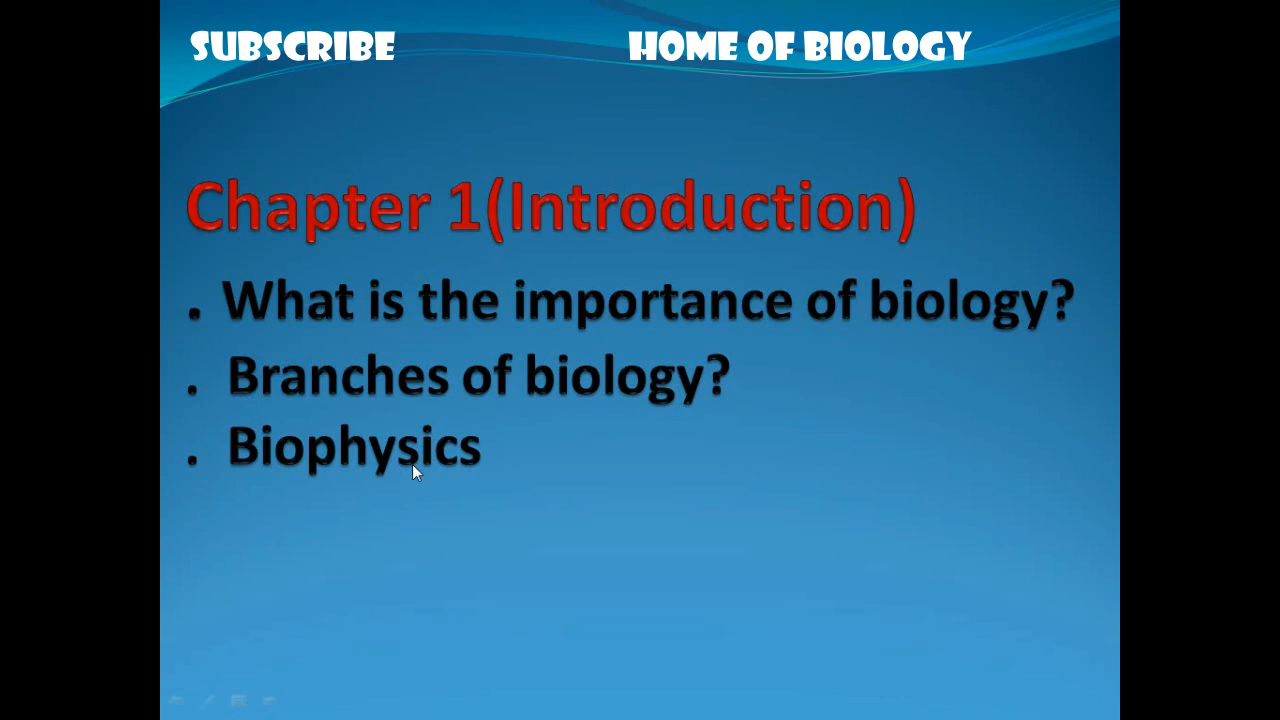 SUBSCRIBE HOME OF BIOLOGY
Chapter 1(Introduction)
. What is the importance of biology?
. Branches of biology?
. Biophysics